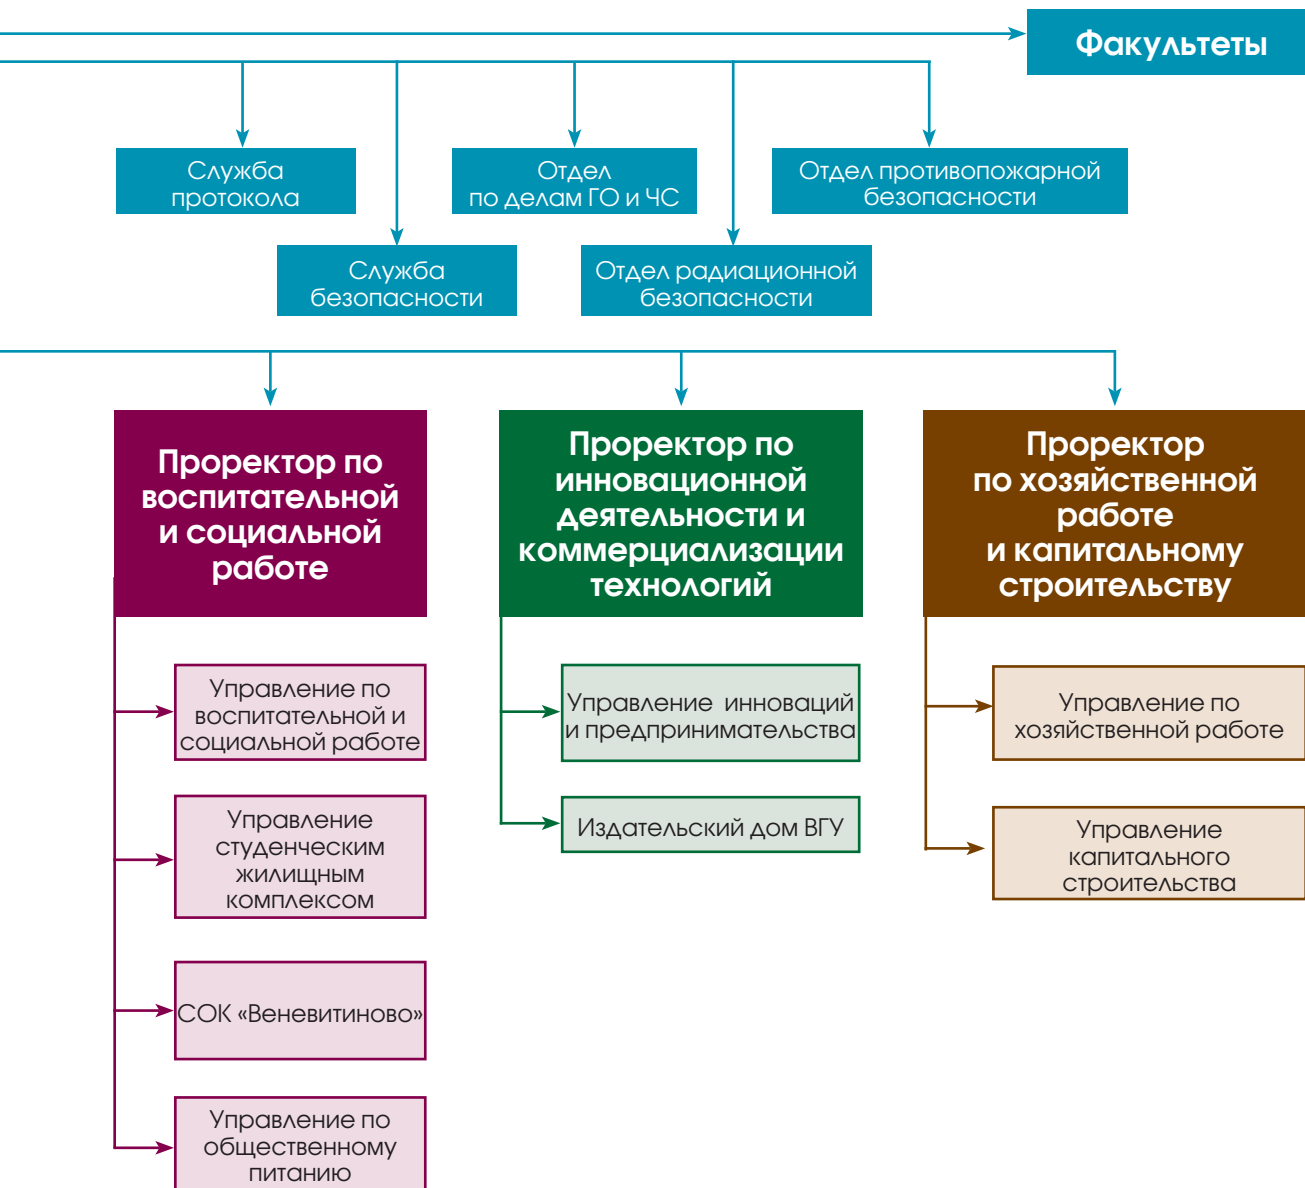 Факультеты
Служба
протокола
Отдел
по делам ГО и ЧС
Отдел противопожарной
безопасности
Служба
безопасности
Отдел радиационной
безопасности
Проректор по
воспитательной
и социальной
работе
Проректор по
инновационной
деятельности и
коммерциализации
технологий
Проректор
по хозяйственной
работе
и капитальному
строительству
Управление по
воспитательной и
социальной работе
Управление
студенческим
жилищным
комплексом
СОК «Веневитиново»
Управление по
общественному
питанию
Управление инноваций
и предпринимательства
Издательский дом ВГУ
Управление по
хозяйственной работе
Управление
капитального
строительства